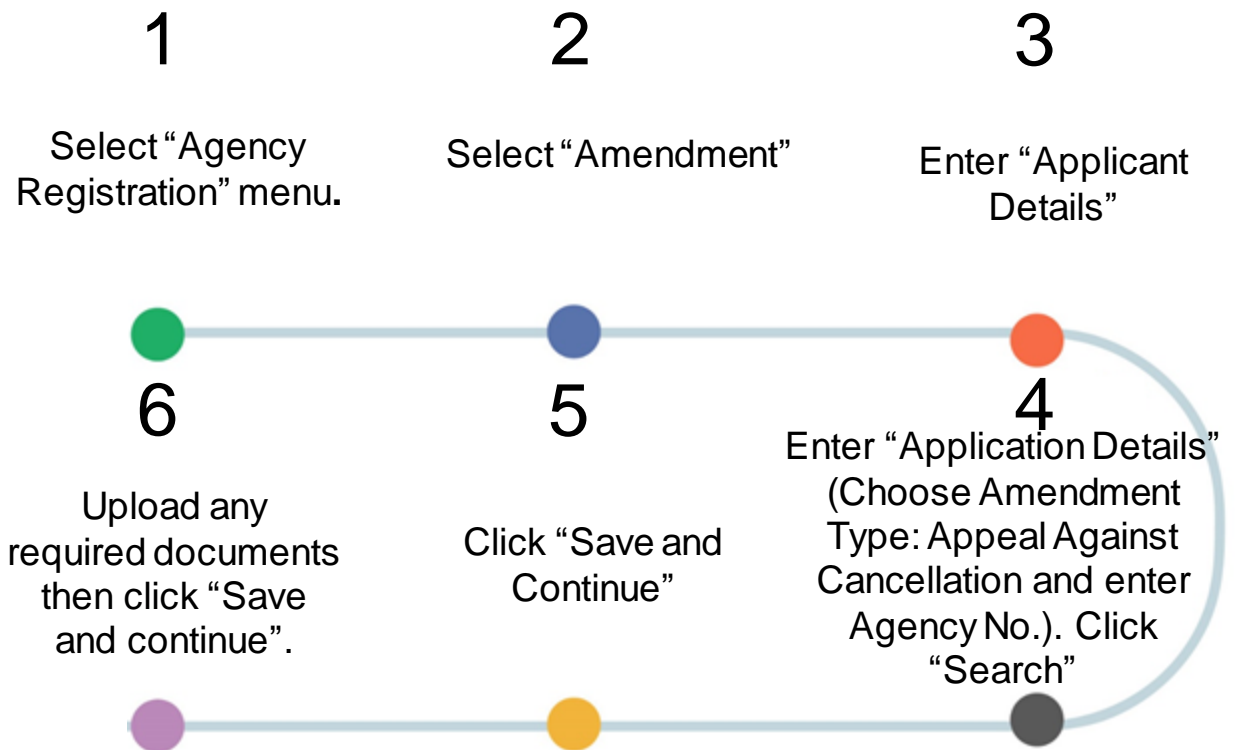 1
Select “Agency
Registration” menu.
2
Select “Amendment”
3
Enter “Applicant
Details”
4
Enter “Application Details”
(Choose Amendment
Type: Appeal Against
Cancellation and enter
Agency No.). Click
“Search”
5
Click “Save and
Continue”
6
Upload any
required documents
then click “Save
and continue”.